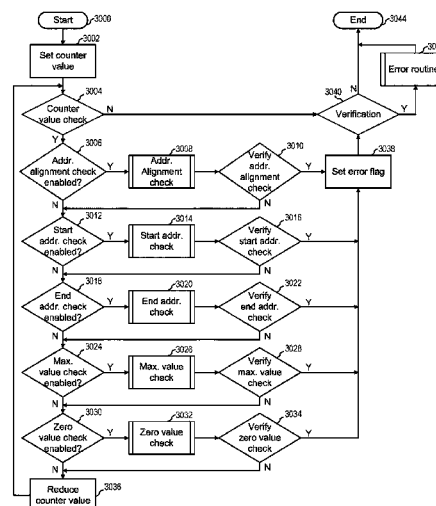 Start
3000
End
3044
3002
Set counter
value
Error routine
3004
Counter
value check
N
Y
3040
Verification
N
Y
3006
Addr.
alignment check
enabled?
Y
N
3008
Addr.
Alignment
check
3010
Verify
addr. alignment
check
Y
N
3038
Set error flag
3012
Start
addr. check
enabled?
Y
N
3014
Start addr.
check
3016
Verify
start addr.
check
Y
N
3018
End
addr. check
enabled?
Y
N
3020
End addr.
check
3022
Verify
end addr.
check
Y
N
3024
Max.
value check
enabled?
Y
N
3026
Max. value
check
3028
Verify
max. value
check
Y
N
3030
Zero
value check
enabled?
Y
N
3032
Zero value
check
3034
Verify
zero value
check
Y
N
3036
Reduce
counter value